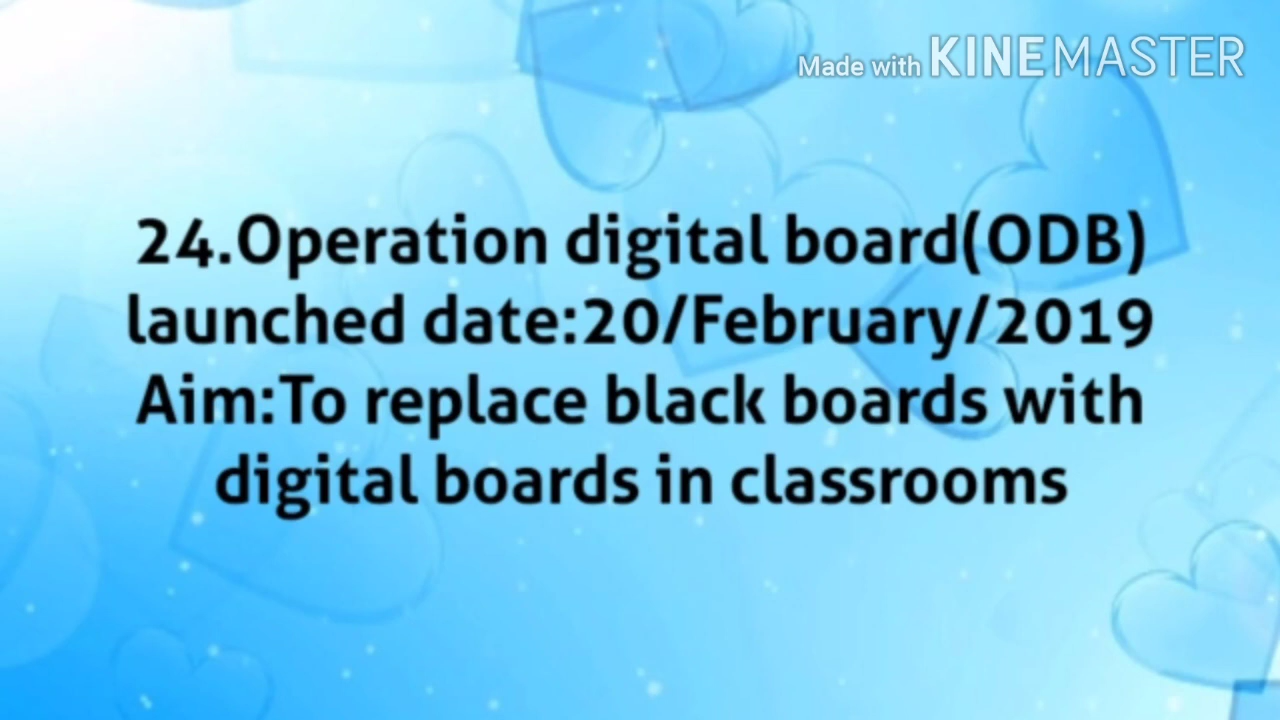 Made with KINEMASTER
24.Operation digital board(ODB)
launched date:20/February/2019
Aim:To replace black boards with
digital boards in classrooms